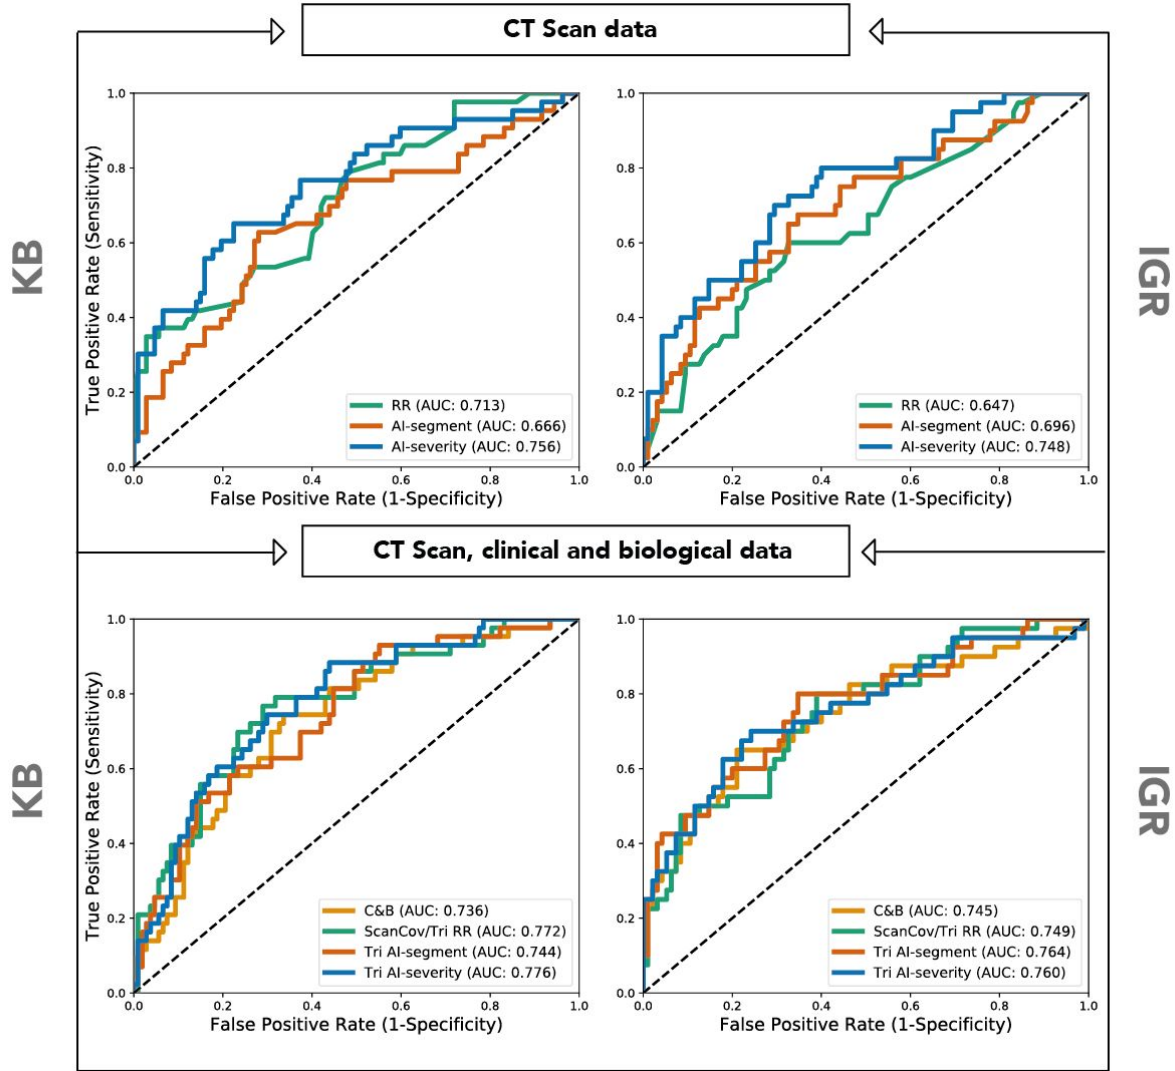 CT Scan data
KB
IGR
True Positive Rate (Sensitivity)
1.0
0.8
0.6
0.4
0.2
0.0
RR (AUC: 0.713)
AI-segment (AUC: 0.666)
AI-severity (AUC: 0.756)
0.0 0.2 0.4 0.6 0.8 1.0
False Positive Rate (1-Specificity)
1.0
0.8
0.6
0.4
0.2
0.0
RR (AUC: 0.647)
AI-segment (AUC: 0.696)
AI-severity (AUC: 0.748)
0.0 0.2 0.4 0.6 0.8 1.0
False Positive Rate (1-Specificity)
CT Scan, clinical and biological data
KB
IGR
True Positive Rate (Sensitivity)
1.0
0.8
0.6
0.4
0.2
0.0
C&B (AUC: 0.736)
ScanCov/Tri RR (AUC: 0.772)
Tri AI-segment (AUC: 0.744)
Tri AI-severity (AUC: 0.776)
0.0 0.2 0.4 0.6 0.8 1.0
False Positive Rate (1-Specificity)
1.0
0.8
0.6
0.4
0.2
0.0
C&B (AUC: 0.745)
ScanCov/Tri RR (AUC: 0.749)
Tri AI-segment (AUC: 0.764)
Tri AI-severity (AUC: 0.760)
0.0 0.2 0.4 0.6 0.8 1.0
False Positive Rate (1-Specificity)